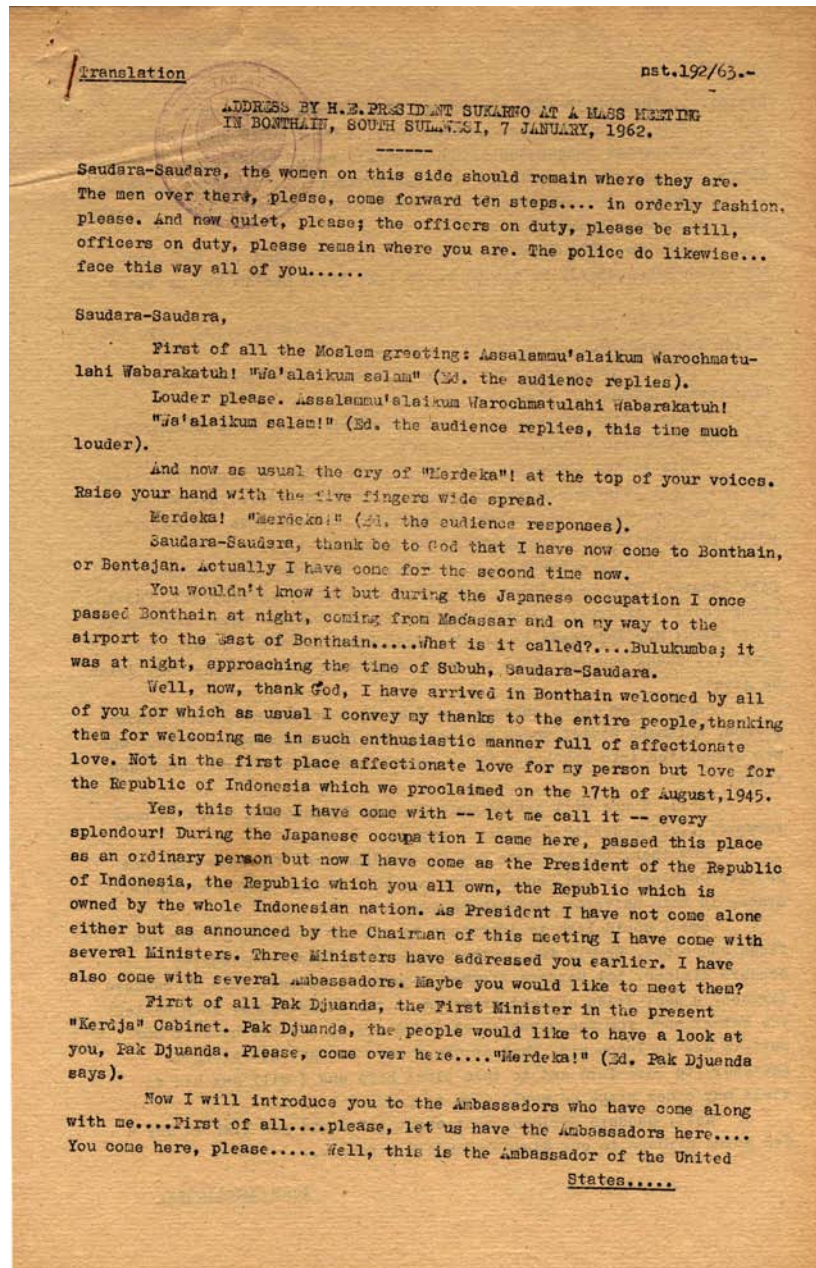 Translation
nst.192/63.-
ADDRESS BY H.E.PRESIDENT SUKARNO AT A MASS MEETING
IN BONTHAIN, SOUTH SULAWESI, 7 JANUARY, 1962.
------
Saudara-Saudara, the women on this side should remain where they are.
The men over there, please, come forward ten steps.... in orderly fashion,
please. And now quiet, please; the officers on duty, please be still,
officers on duty, please remain where you are. The police do likewise...
face this way all of you......
Saudara-Saudara,
First of all the Moslem greeting: Assalammu'alaikum Warochmatu-
lahi Wabarakatuh! "Wa'alaikum salam" (Ed. the audience replies).
Louder please. Assalammu'alaikum Warochmatulahi Wabarakatuh!
"Wa'alaikum salam!" (Ed. the audience replies, this time much
louder).
And now as usual the cry of "Merdeka"! at the top of your voices.
Raise your hand with the five fingers wide spread.
Merdeka! "Merdeka!" (Ed. the audience responses).
Saudara-Saudara, thank be to God that I have now come to Bonthain,
or Bentajan. Actually I have come for the second time now.
You wouldn't know it but during the Japanese occupation I once
passed Bonthain at night, coming from Macassar and on my way to the
airport to the East of Bonthain.....What is it called?....Bulukumba; it
was at night, approaching the time of Subuh, Saudara-Saudara.
Well, now, thank God, I have arrived in Bonthain welcomed by all
of you for which as usual I convey my thanks to the entire people,thanking
them for welcoming me in such enthusiastic manner full of affectionate
love. Not in the first place affectionate love for my person but love for
the Republic of Indonesia which we proclaimed on the 17th of August,1945.
Yes, this time I have come with -- let me call it -- every
splendour! During the Japanese occupation I came here, passed this place
as an ordinary person but now I have come as the President of the Republic
of Indonesia, the Republic which you all own, the Republic which is
owned by the whole Indonesian nation. As President I have not come alone
either but as announced by the Chairman of this meeting I have come with
several Ministers. Three Ministers have addressed you earlier. I have
also come with several Ambassadors. Maybe you would like to meet them?
First of all Pak Djuanda, the First Minister in the present
"Kerdja" Cabinet. Pak Djuanda, the people would like to have a look at
you, Pak Djuanda. Please, come over here...."Merdeka!" (Ed. Pak Djuanda
says).
Now I will introduce you to the Ambassadors who have come along
with me....First of all....please, let us have the Ambassadors here....
You come here, please..... Well, this is the Ambassador of the United
States.....